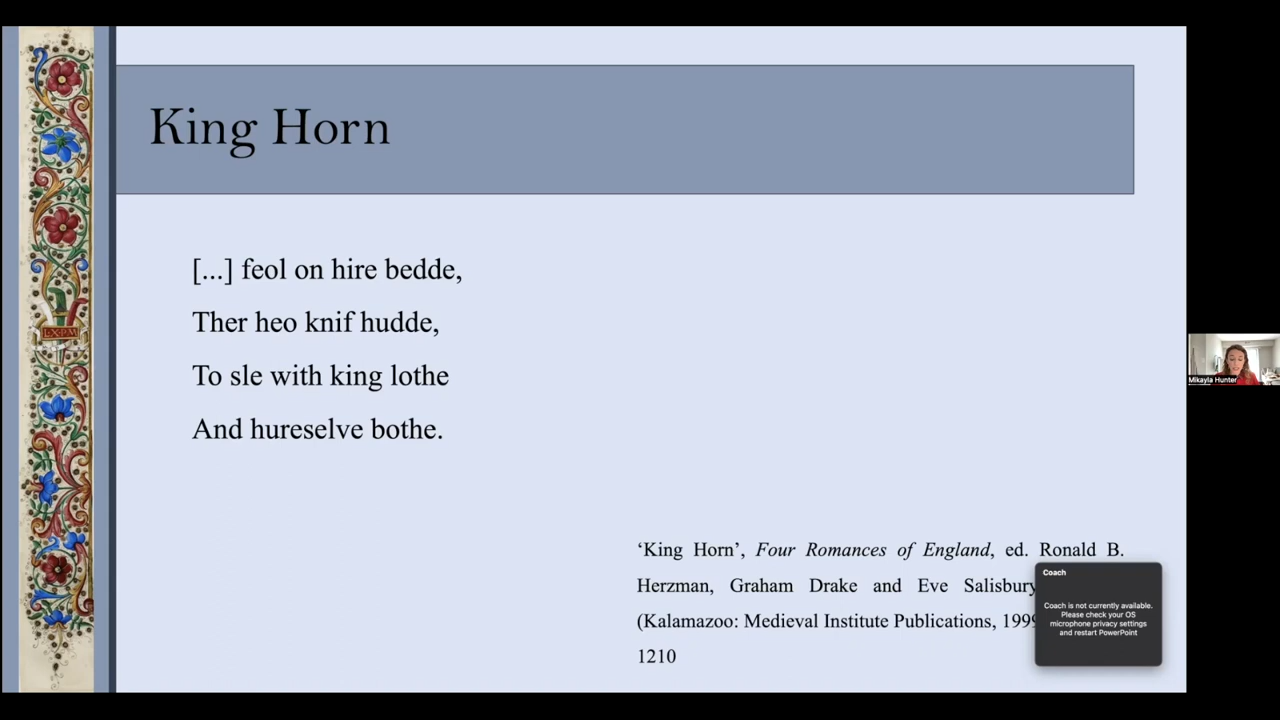 King Horn
[...] feol on hire bedde,
Ther heo knif hudde,
To sle with king lothe
And hureselve bothe.
L·X·P·M
'King Horn', Four Romances of England, ed. Ronald B.
Herzman, Graham Drake and Eve Salisbury
(Kalamazoo: Medieval Institute Publications, 1999
1210
Coach
Coach is not currently available.
Please check your OS
microphone privacy settings
and restart PowerPoint
Mikayla Hunter